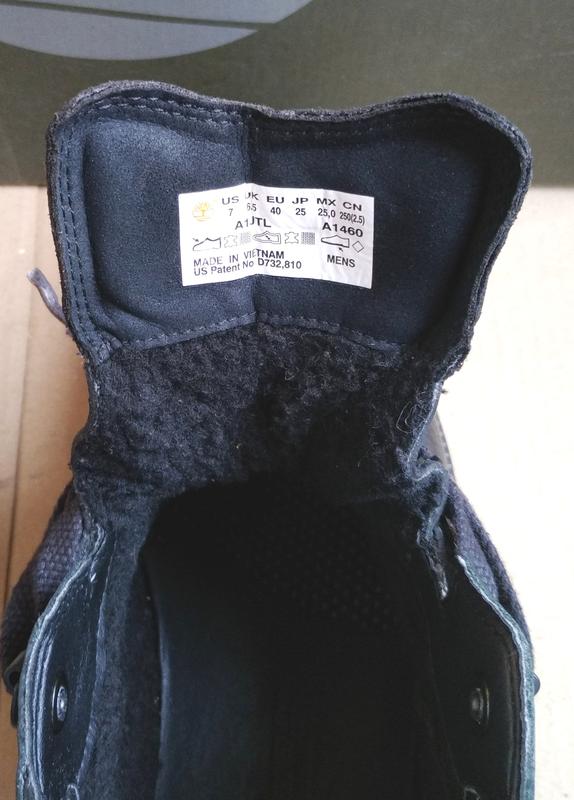 US UK EU JP MX CN
7 6.5 40 25 25,0 250(2.5)
A1JTL A1460
MADE IN VIETNAM
US Patent No D732,810 MENS